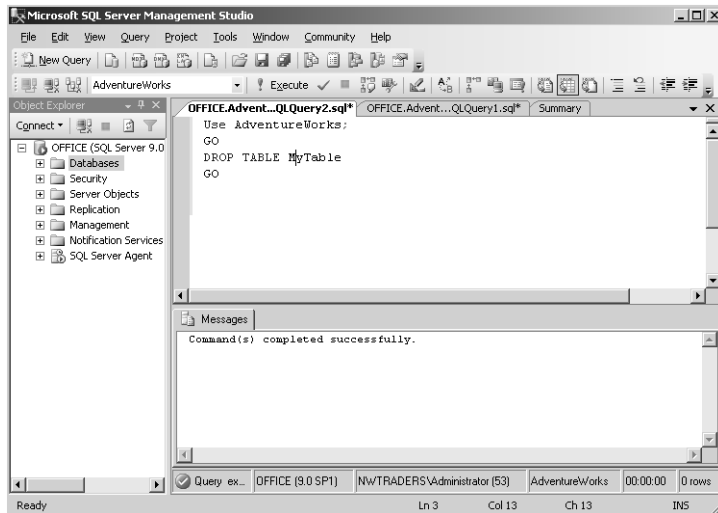 Microsoft SQL Server Management Studio
File Edit View Query Project Tools Window Community Help
New Query
AdventureWorks Execute
Object Explorer
OFFICE.Advent...QLQuery2.sql* OFFICE.Advent...QLQuery1.sql* Summary
Connect
OFFICE (SQL Server 9.0
Databases
Security
Server Objects
Replication
Management
Notification Services
SQL Server Agent
Use AdventureWorks;
GO
DROP TABLE MyTable
GO
Messages
Command(s) completed successfully.
Query ex... OFFICE (9.0 SP1) NWTRADERS\Administrator (53) AdventureWorks 00:00:00 0 rows
Ready Ln 3 Col 13 Ch 13 INS